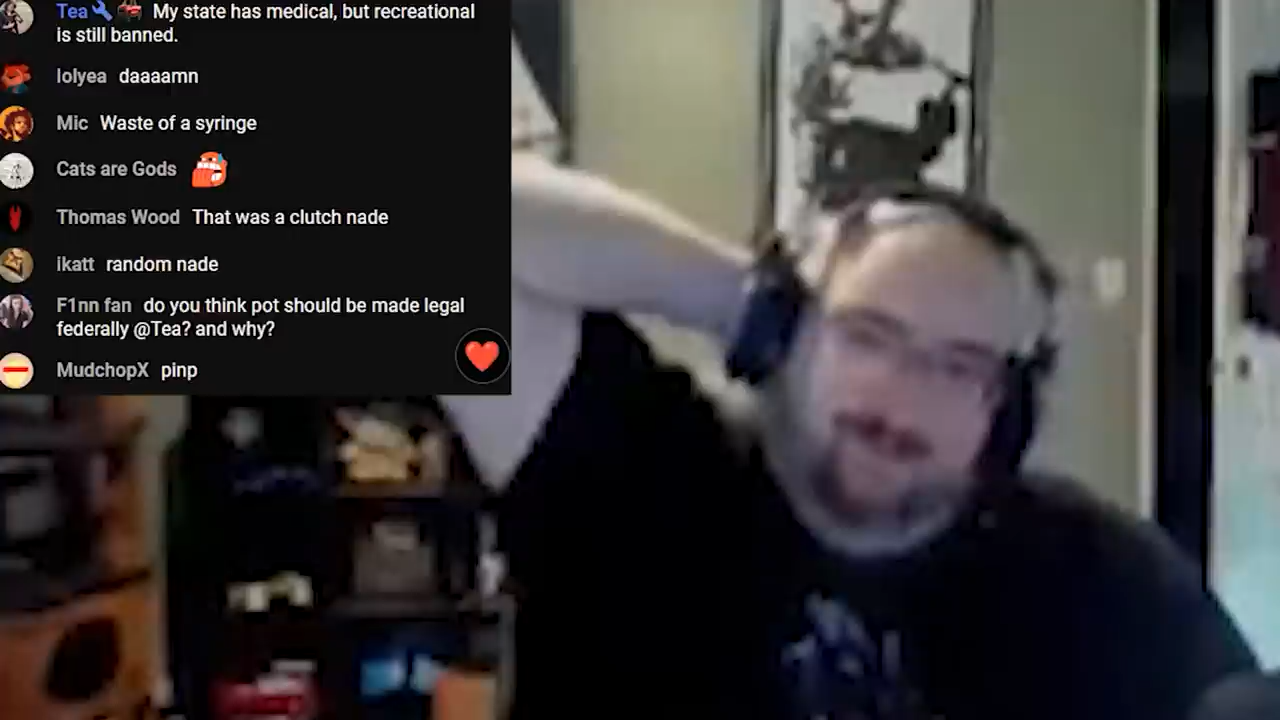 Tea My state has medical, but recreational
is still banned.
lolyea daaaamn
Mic Waste of a syringe
Cats are Gods
Thomas Wood That was a clutch nade
ikatt random nade
F1nn fan do you think pot should be made legal
federally @Tea? and why?
MudchopX pinp